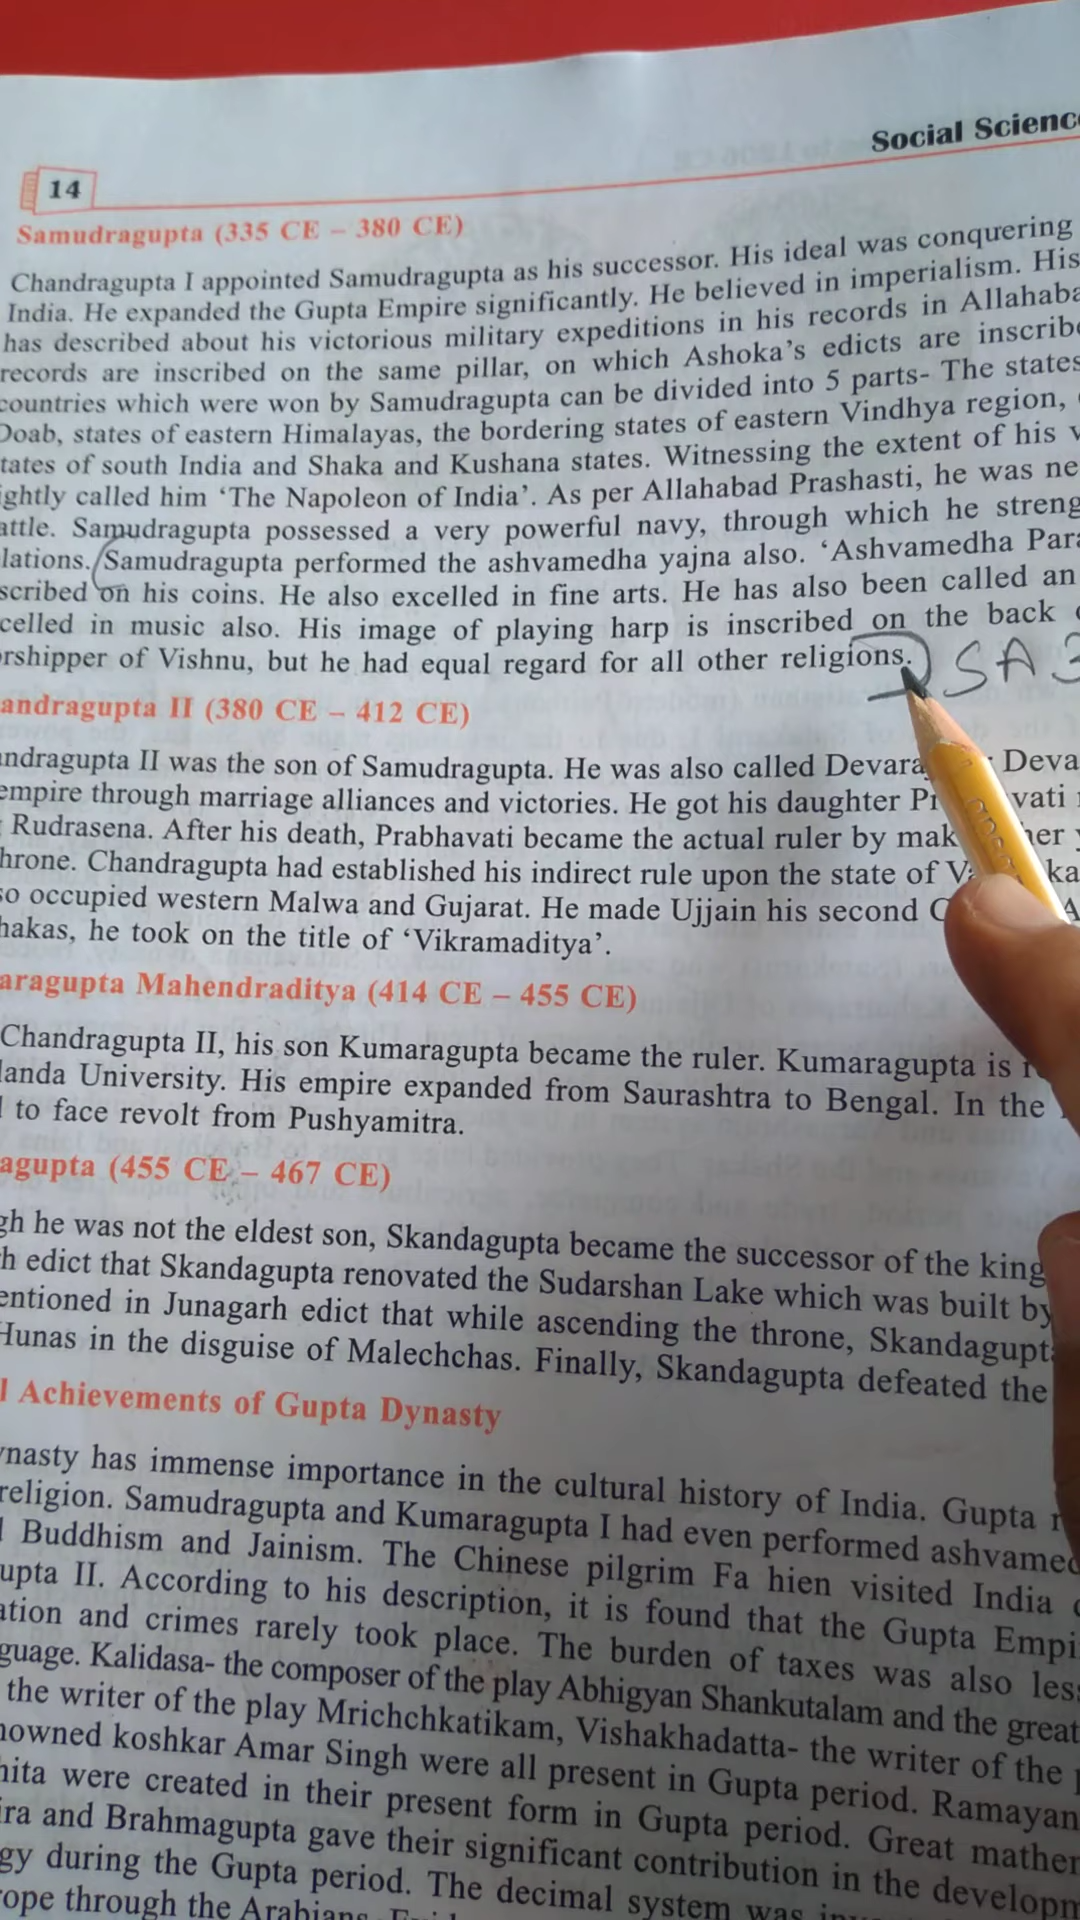 Social Science
14
Samudragupta (335 CE – 380 CE)
Chandragupta I appointed Samudragupta as his successor. His ideal was conquering
India. He expanded the Gupta Empire significantly. He believed in imperialism. His
has described about his victorious military expeditions in his records in
records are inscribed on the same pillar, on which Ashoka's edicts are
countries which were won by Samudragupta can be divided into 5 parts- The states
Doab, states of eastern Himalayas, the bordering states of eastern Vindhya region,
tates of south India and Shaka and Kushana states. Witnessing the extent of his
ightly called him 'The Napoleon of India'. As per Allahabad Prashasti, he was ne
attle. Samudragupta possessed a very powerful navy, through which he streng
lations. Samudragupta performed the ashvamedha yajna also. 'Ashvamedha Para
scribed on his coins. He also excelled in fine arts. He has also been called an
celled in music also. His image of playing harp is inscribed on the back
orshipper of Vishnu, but he had equal regard for all other religions. SA3
andragupta II (380 CE – 412 CE)
andragupta II was the son of Samudragupta. He was also called Devara Deva
empire through marriage alliances and victories. He got his daughter Pr vati
Rudrasena. After his death, Prabhavati became the actual ruler by mak her
hrone. Chandragupta had established his indirect rule upon the state of Va ka
so occupied western Malwa and Gujarat. He made Ujjain his second C A
hakas, he took on the title of 'Vikramaditya'.
aragupta Mahendraditya (414 CE – 455 CE)
Chandragupta II, his son Kumaragupta became the ruler. Kumaragupta is
landa University. His empire expanded from Saurashtra to Bengal. In the
to face revolt from Pushyamitra.
agupta (455 CE – 467 CE)
gh he was not the eldest son, Skandagupta became the successor of the king
h edict that Skandagupta renovated the Sudarshan Lake which was built by
entioned in Junagarh edict that while ascending the throne, Skandagupta
Hunas in the disguise of Malechchas. Finally, Skandagupta defeated the
l Achievements of Gupta Dynasty
ynasty has immense importance in the cultural history of India. Gupta
religion. Samudragupta and Kumaragupta I had even performed ashvamed
Buddhism and Jainism. The Chinese pilgrim Fa hien visited India
upta II. According to his description, it is found that the Gupta Empi
ation and crimes rarely took place. The burden of taxes was also less
guage. Kalidasa- the composer of the play Abhigyan Shankutalam and the great
the writer of the play Mrichchkatikam, Vishakhadatta- the writer of the
nowned koshkar Amar Singh were all present in Gupta period. Ramayan
hita were created in their present form in Gupta period. Great mathem
ira and Brahmagupta gave their significant contribution in the developm
gy during the Gupta period. The decimal system was
rope through the Arabians.